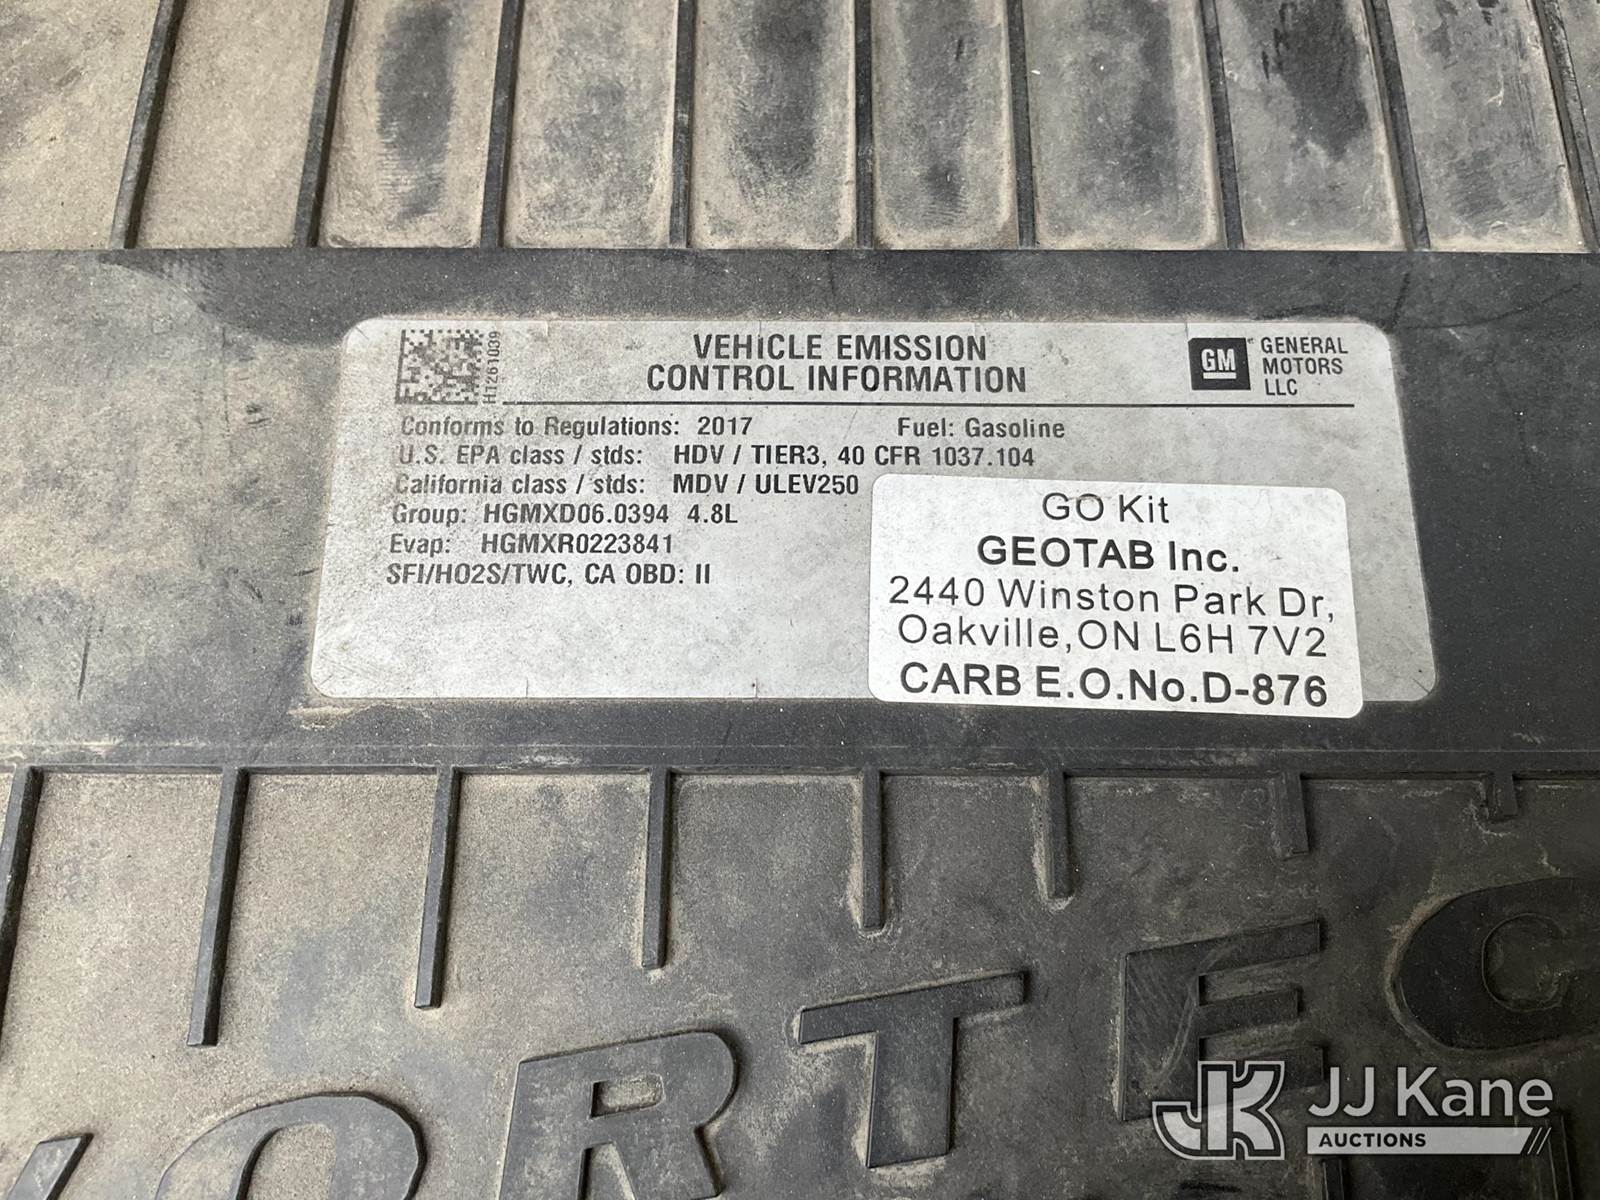 H1261039
VEHICLE EMISSION
CONTROL INFORMATION
GM
GENERAL
MOTORS
LLC
Conforms to Regulations: 2017 Fuel: Gasoline
U.S. EPA class / stds: HDV / TIER3, 40 CFR 1037.104
California class / stds: MDV / ULEV250
Group: HGMXD06.0394 4.8L
Evap: HGMXR0223841
SFI/HO2S/TWC, CA OBD: II
GO Kit
GEOTAB Inc.
2440 Winston Park Dr,
Oakville,ON L6H 7V2
CARB E.O.No.D-876
VORTEC
JJ Kane
AUCTIONS